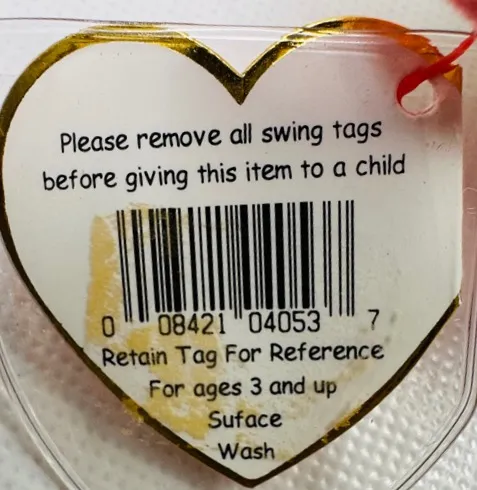 Please remove all swing tags
before giving this item to a child
0 08421 04053 7
Retain Tag For Reference
For ages 3 and up
Suface
Wash